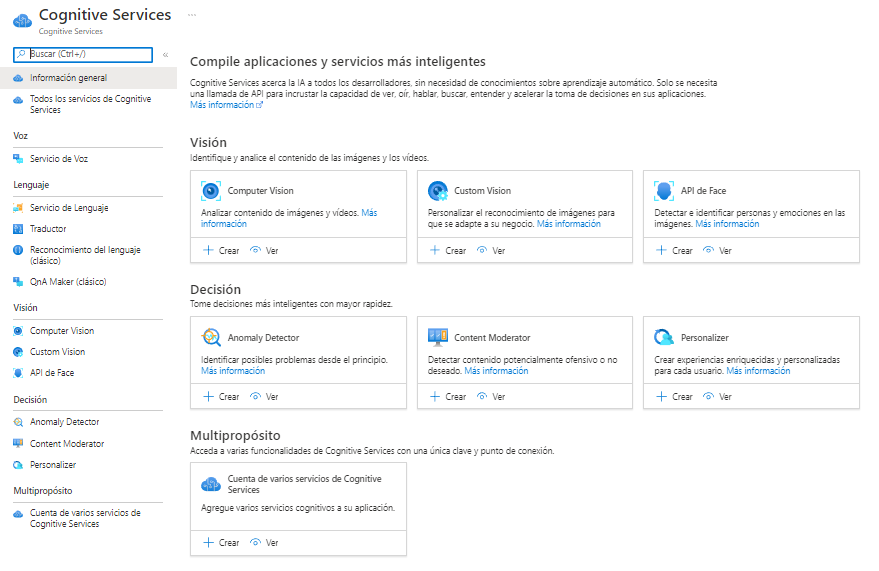 Cognitive Services ...
Cognitive Services
Buscar (Ctrl+/)
«
Información general
Todos los servicios de Cognitive
Services
Voz
Servicio de Voz
Lenguaje
Servicio de Lenguaje
Traductor
Reconocimiento del lenguaje
(clásico)
QnA Maker (clásico)
Visión
Computer Vision
Custom Vision
API de Face
Decisión
Anomaly Detector
Content Moderator
Personalizer
Multipropósito
Cuenta de varios servicios de
Cognitive Services
Compile aplicaciones y servicios más inteligentes
Cognitive Services acerca la IA a todos los desarrolladores, sin necesidad de conocimientos sobre aprendizaje automático. Solo se necesita
una llamada de API para incrustar la capacidad de ver, oír, hablar, buscar, entender y acelerar la toma de decisiones en sus aplicaciones.
Más información
Visión
Identifique y analice el contenido de las imágenes y los vídeos.
Computer Vision
Analizar contenido de imágenes y vídeos. Más
información
Crear Ver
Custom Vision
Personalizar el reconocimiento de imágenes para
que se adapte a su negocio. Más información
Crear Ver
API de Face
Detectar e identificar personas y emociones en las
imágenes. Más información
Crear Ver
Decisión
Tome decisiones más inteligentes con mayor rapidez.
Anomaly Detector
Identificar posibles problemas desde el principio.
Más información
Crear Ver
Content Moderator
Detectar contenido potencialmente ofensivo o no
deseado. Más información
Crear Ver
Personalizer
Crear experiencias enriquecidas y personalizadas
para cada usuario. Más información
Crear Ver
Multipropósito
Acceda a varias funcionalidades de Cognitive Services con una única clave y punto de conexión.
Cuenta de varios servicios de Cognitive
Services
Agregue varios servicios cognitivos a su aplicación.
Crear Ver